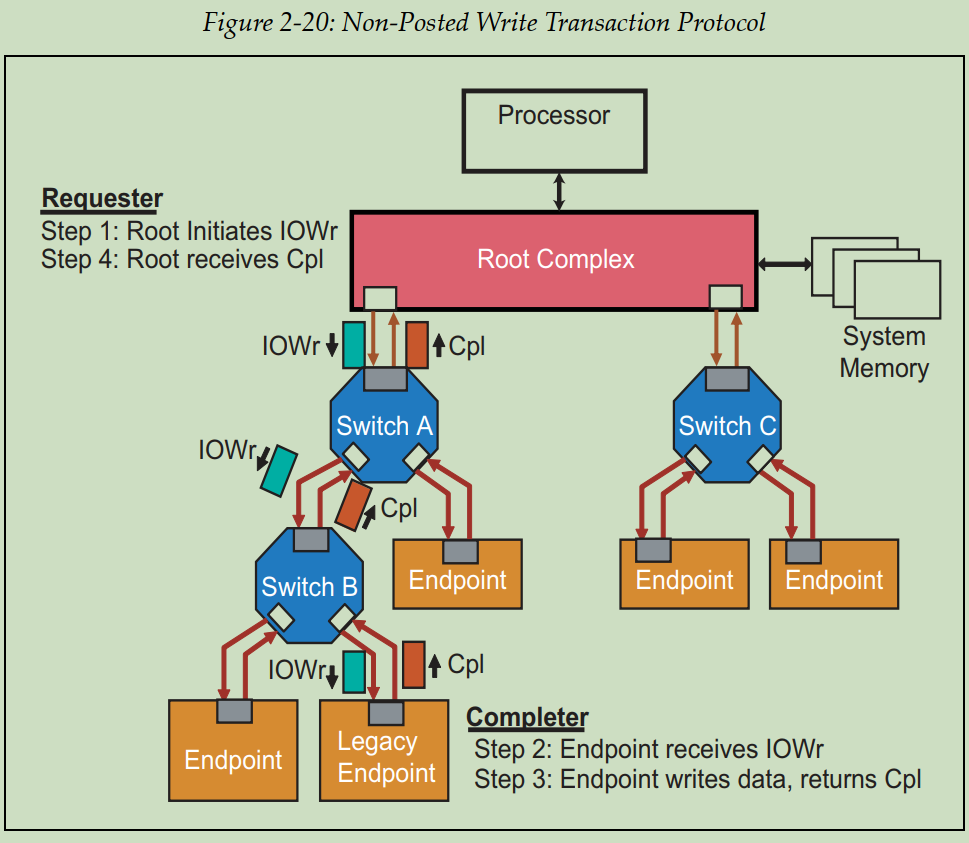 Figure 2-20: Non-Posted Write Transaction Protocol
Processor
Requester
Step 1: Root Initiates IOWr
Step 4: Root receives Cpl
Root Complex
System
Memory
IOWr
Cpl
Switch A
Switch C
IOWr
Cpl
Endpoint
Endpoint
Endpoint
Switch B
IOWr
Cpl
Endpoint
Legacy
Endpoint
Completer
Step 2: Endpoint receives IOWr
Step 3: Endpoint writes data, returns Cpl